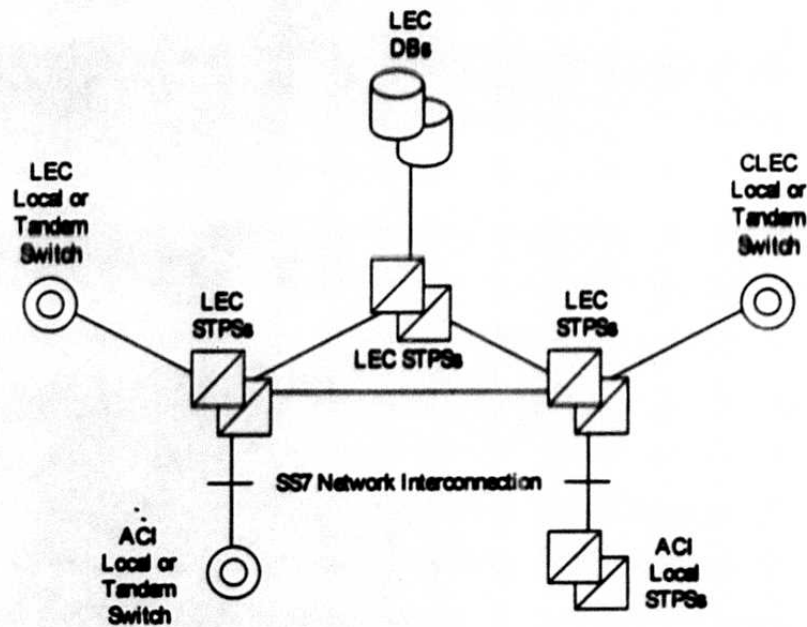 LEC
DBs
LEC
Local or
Tandem
Switch
CLEC
Local or
Tandem
Switch
LEC
STPSs
LEC STPSs
LEC
STPSs
SS7 Network Interconnection
ACI
Local or
Tandem
Switch
ACI
Local
STPSs